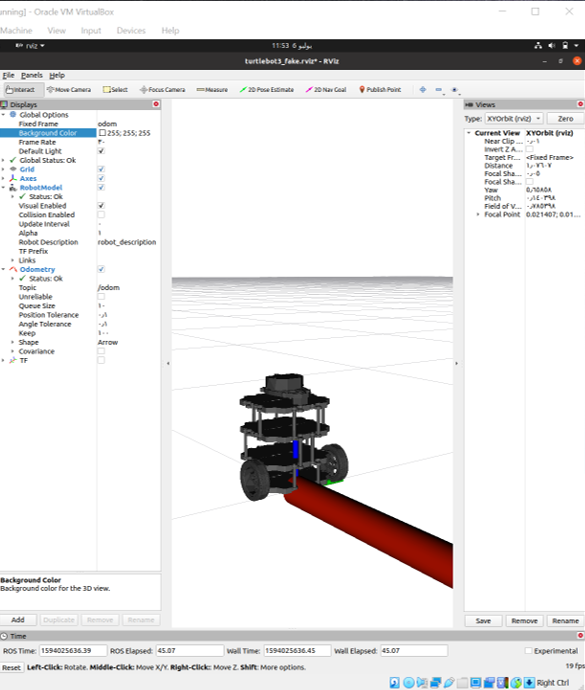 unning] - Oracle VM VirtualBox
Machine View Input Devices Help
rviz 11:53 6 يوليو
turtlebot3_fake.rviz* - RViz
File Panels Help
Interact Move Camera Select Focus Camera Measure 2D Pose Estimate 2D Nav Goal Publish Point
Displays
Global Options
Fixed Frame odom
Background Color 255; 255; 255
Frame Rate ٣٠
Default Light
Global Status: Ok
Grid
Axes
RobotModel
Status: Ok
Visual Enabled
Collision Enabled
Update Interval ٠
Alpha ١
Robot Description robot_description
TF Prefix
Links
Odometry
Status: Ok
Topic /odom
Unreliable
Queue Size ١٠
Position Tolerance ٠٫١
Angle Tolerance ٠٫١
Keep ١٠٠
Shape Arrow
Covariance
TF
Background Color
Background color for the 3D view.
Add Duplicate Remove Rename
Views
Type: XYOrbit (rviz) Zero
Current View XYOrbit (rviz)
Near Clip ... ٠٫٠١
Invert Z A...
Target Fr... <Fixed Frame>
Distance
Focal Sha... ٠٫٠٥
Focal Sha...
Yaw
Pitch
Field of V... ٠٫٧٨٥٣٩٨
Focal Point 0.021407; 0.01...
Save Remove Rename
Time
ROS Time: 1594025636.39 ROS Elapsed: 45.07 Wall Time: 1594025636.45 Wall Elapsed: 45.07 Experimental
Reset Left-Click: Rotate. Middle-Click: Move X/Y. Right-Click: Move Z. Shift: More options. 19 fps
Right Ctrl